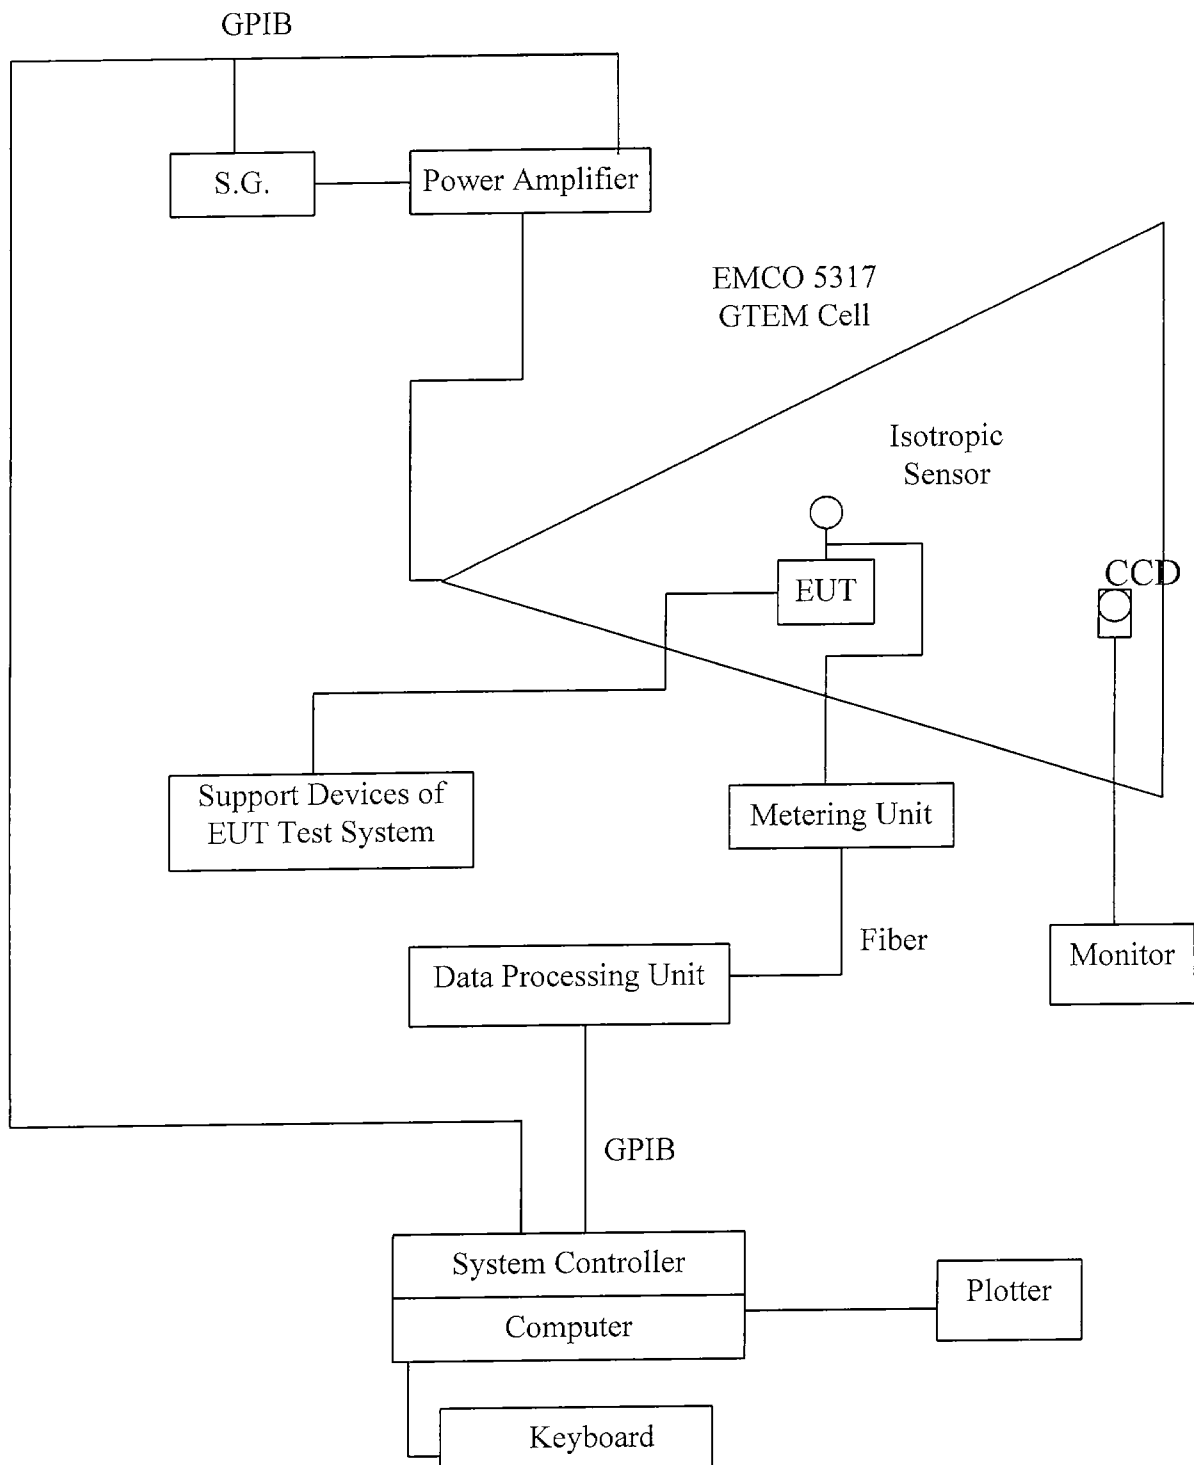 GPIB
S.G.
Power Amplifier
EMCO 5317
GTEM Cell
Isotropic
Sensor
CCD
EUT
Support Devices of
EUT Test System
Metering Unit
Fiber
Monitor
Data Processing Unit
GPIB
System Controller
Plotter
Computer
Keyboard